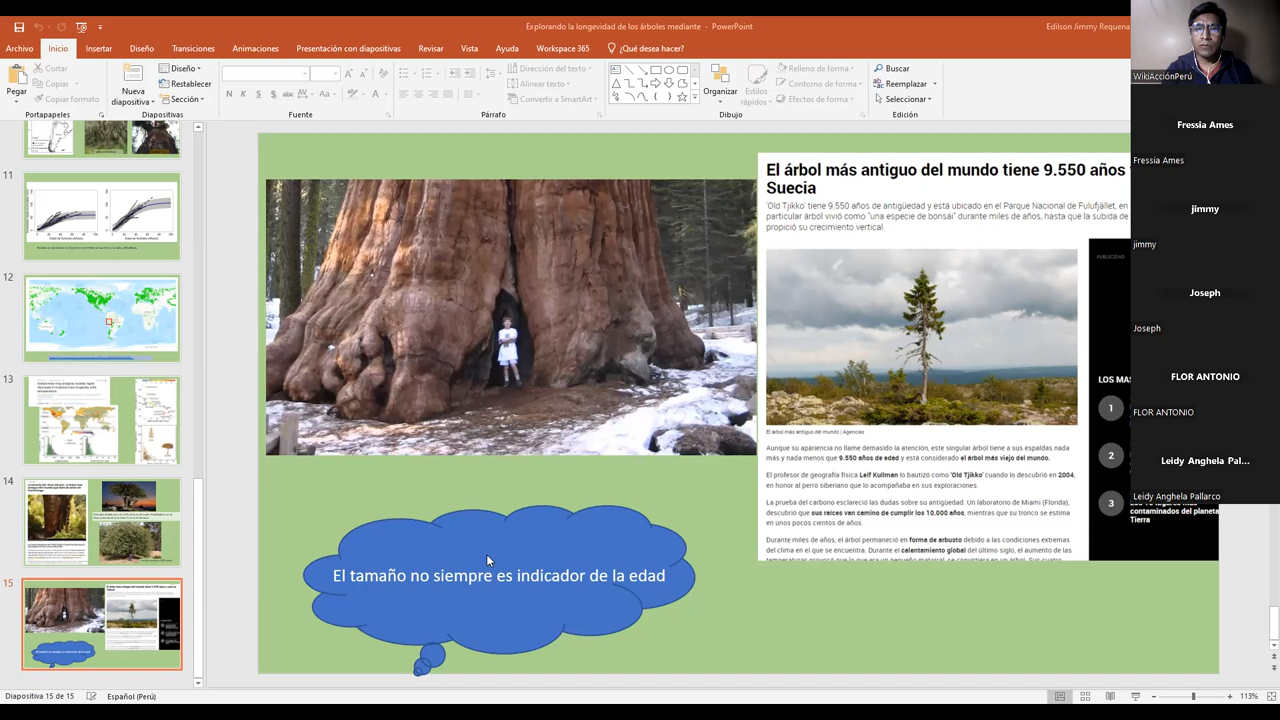 Explorando la longevidad de los árboles mediante - PowerPoint
Edilson Jimmy Requena
Archivo Inicio Insertar Diseño Transiciones Animaciones Presentación con diapositivas Revisar Vista Ayuda Workspace 365 ¿Qué desea hacer?
Pegar
Cortar
Copiar
Copiar formato
Portapapeles
Nueva diapositiva
Diseño
Restablecer
Sección
Diapositivas
N K S S
Fuente
Dirección del texto
Alinear texto
Convertir a SmartArt
Párrafo
Organizar
Estilos rápidos
Relleno de forma
Contorno de forma
Efectos de forma
Dibujo
Buscar
Reemplazar
Seleccionar
Edición
11
12
13
14
15
El árbol más antiguo del mundo tiene 9.550 años
Suecia
'Old Tjikko' tiene 9.550 años de antigüedad y está ubicado en el Parque Nacional de Fulufjället, en
particular árbol vivió como "una especie de bonsái" durante miles de años, hasta que la subida de
propició su crecimiento vertical.
PUBLICIDAD
El árbol más antiguo del mundo | Agencias
Aunque su apariencia no llame demasido la atención, este singular árbol tiene a sus espaldas nada
más y nada menos que 9.550 años de edad y está considerado el árbol más viejo del mundo.
El profesor de geografía física Leif Kullman lo bautizó como 'Old Tjikko' cuando lo descubrió en 2004,
en honor al perro siberiano que lo acompañaba en sus exploraciones.
La prueba del carbono esclareció las dudas sobre su antigüedad. Un laboratorio de Miami (Florida),
descubrió que sus raíces van camino de cumplir los 10.000 años, mientras que su tronco se estima
en unos pocos cientos de años.
Durante miles de años, el árbol permaneció en forma de arbusto debido a las condiciones extremas
del clima en el que se encuentra. Durante el calentamiento global del último siglo, el aumento de las
LOS MAS
1
2
3
contaminados del planeta
Tierra
El tamaño no siempre es indicador de la edad
WikiAcciónPerú
Fressia Ames
Fressia Ames
jimmy
jimmy
Joseph
Joseph
FLOR ANTONIO
FLOR ANTONIO
Leidy Anghela Pal...
Leidy Anghela Pallarco
Diapositiva 15 de 15
Español (Perú)
113%